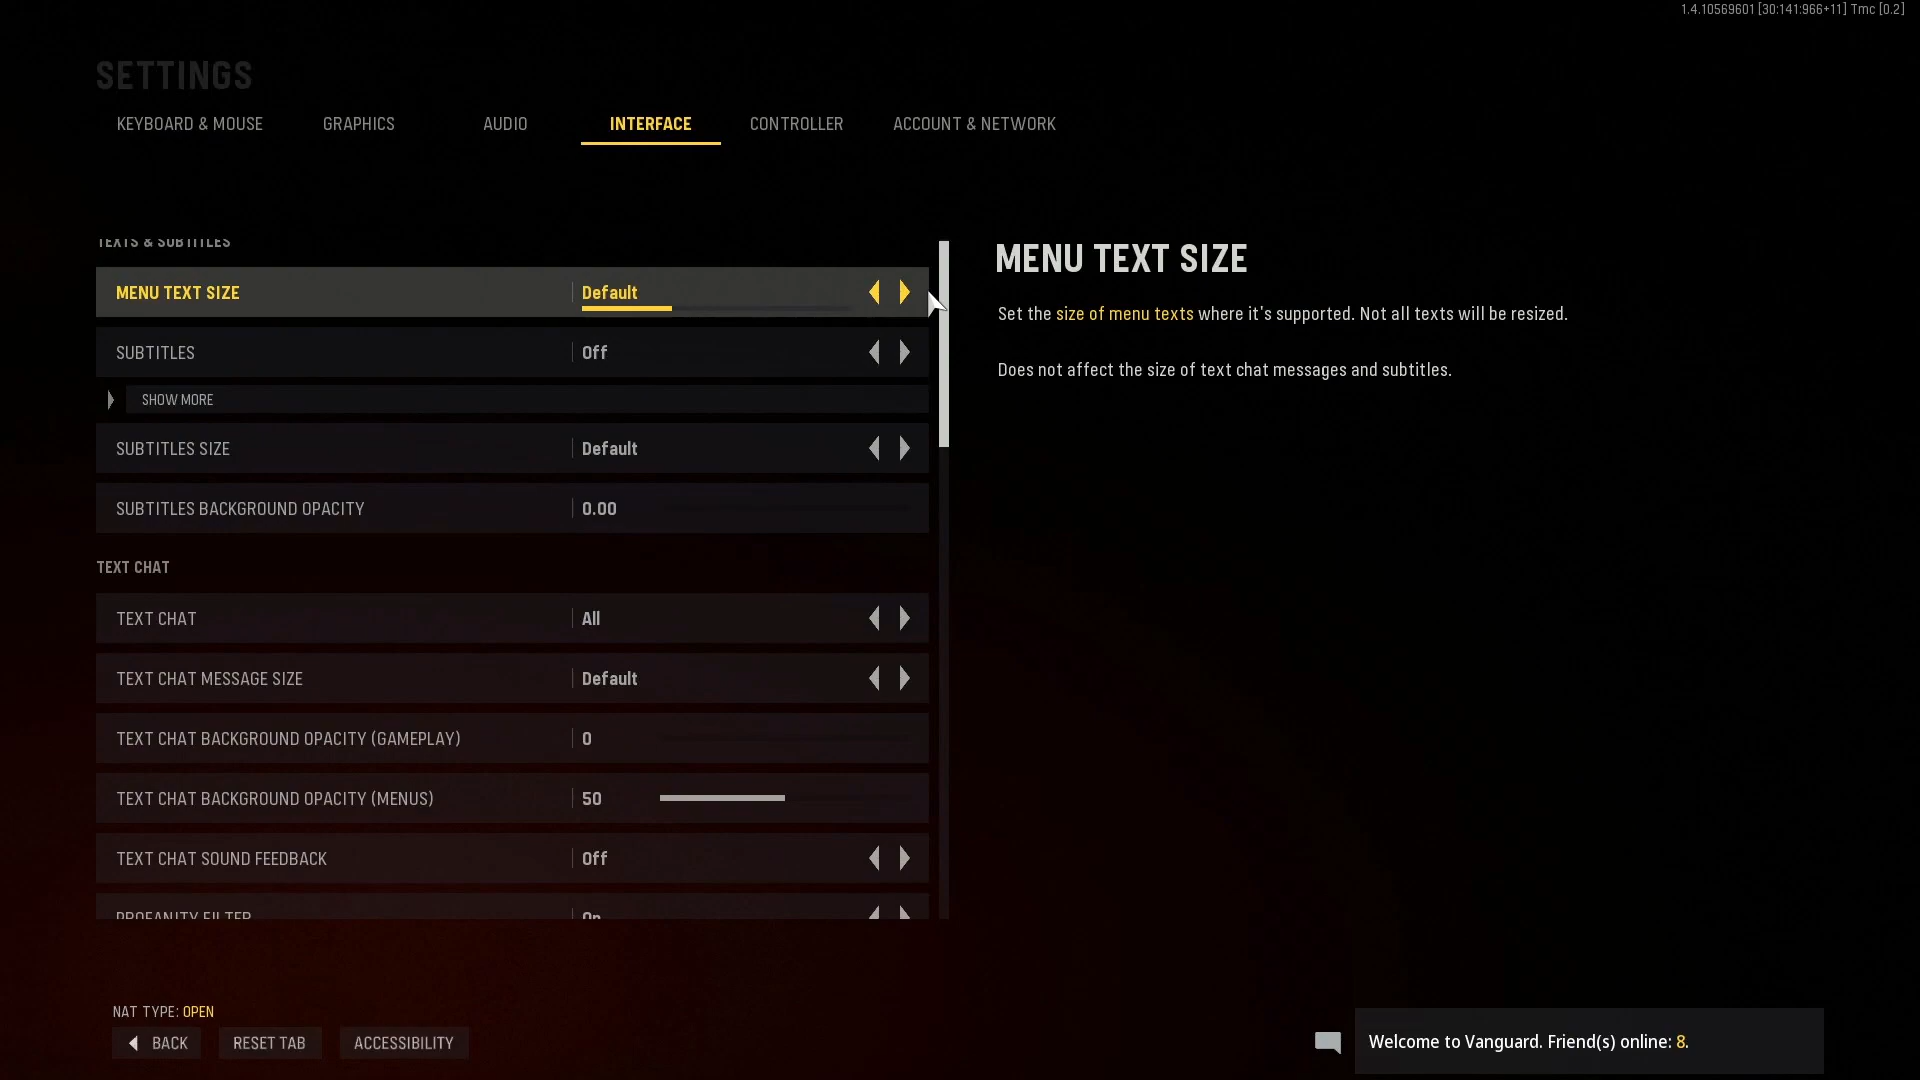 1.4.10569601 [30:141:966+11] Tmc [0.2]
SETTINGS
KEYBOARD & MOUSE GRAPHICS AUDIO INTERFACE CONTROLLER ACCOUNT & NETWORK
TEXTS & SUBTITLES
MENU TEXT SIZE Default
SUBTITLES Off
SHOW MORE
SUBTITLES SIZE Default
SUBTITLES BACKGROUND OPACITY 0.00
TEXT CHAT
TEXT CHAT All
TEXT CHAT MESSAGE SIZE Default
TEXT CHAT BACKGROUND OPACITY (GAMEPLAY) 0
TEXT CHAT BACKGROUND OPACITY (MENUS) 50
TEXT CHAT SOUND FEEDBACK Off
PROFANITY FILTER On
MENU TEXT SIZE
Set the size of menu texts where it's supported. Not all texts will be resized.
Does not affect the size of text chat messages and subtitles.
NAT TYPE: OPEN
BACK RESET TAB ACCESSIBILITY
Welcome to Vanguard. Friend(s) online: 8.